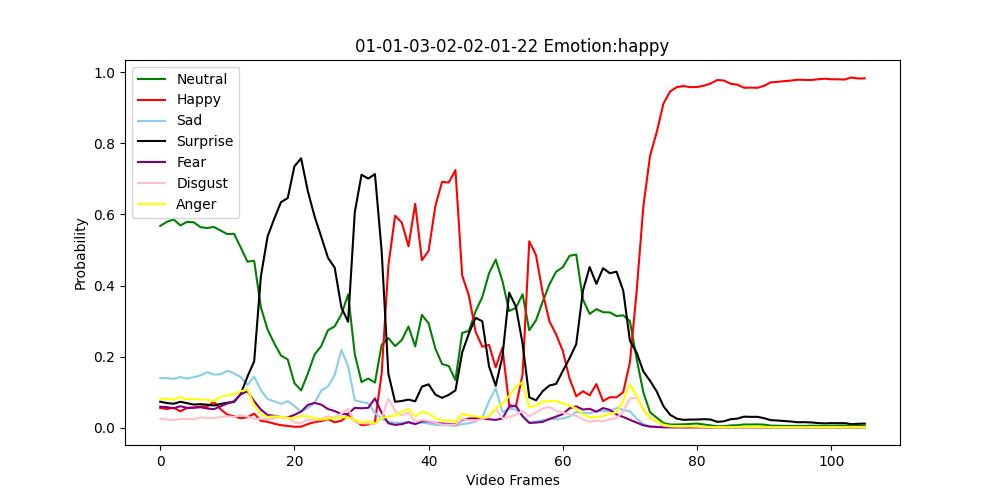 01-01-03-02-02-01-22 Emotion:happy
1.0
0.8
0.6
0.4
0.2
0.0
Probability
Neutral
Happy
Sad
Surprise
Fear
Disgust
Anger
0 20 40 60 80 100
Video Frames